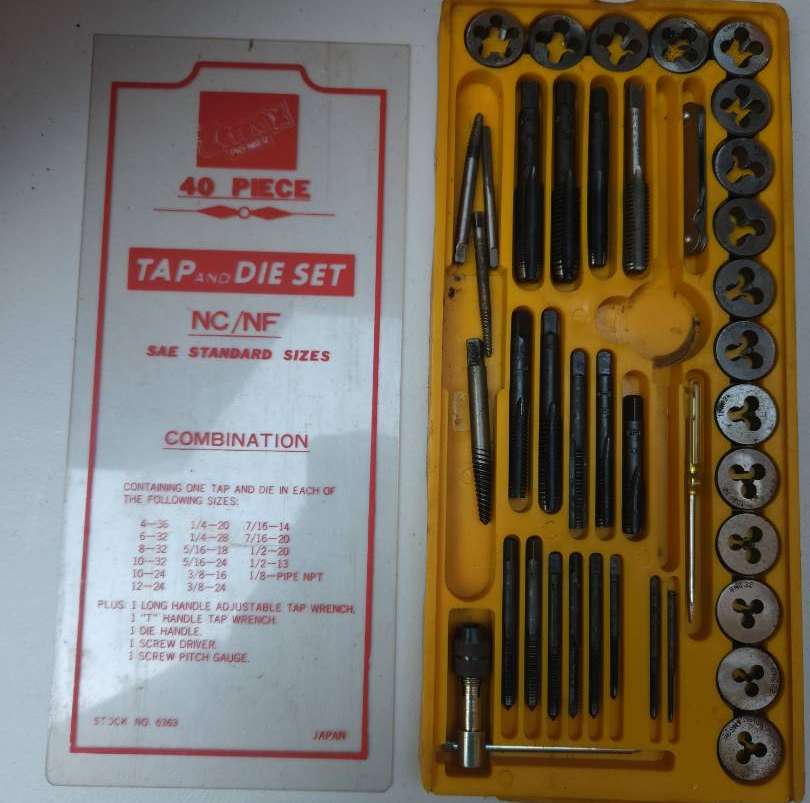 40 PIECE
TAP AND DIE SET
NC/NF
SAE STANDARD SIZES
COMBINATION
CONTAINING ONE TAP AND DIE IN EACH OF
THE FOLLOWING SIZES:
4—36 1/4—20 7/16—14
6—32 1/4—28 7/16—20
8—32 5/16—18 1/2—20
10—32 5/16—24 1/2—13
10—24 3/8—16 1/8—PIPE NPT
12—24 3/8—24
PLUS: 1 LONG HANDLE ADJUSTABLE TAP WRENCH.
1 "T" HANDLE TAP WRENCH.
1 DIE HANDLE.
1 SCREW DRIVER.
1 SCREW PITCH GAUGE.
STOCK NO. 6363
JAPAN